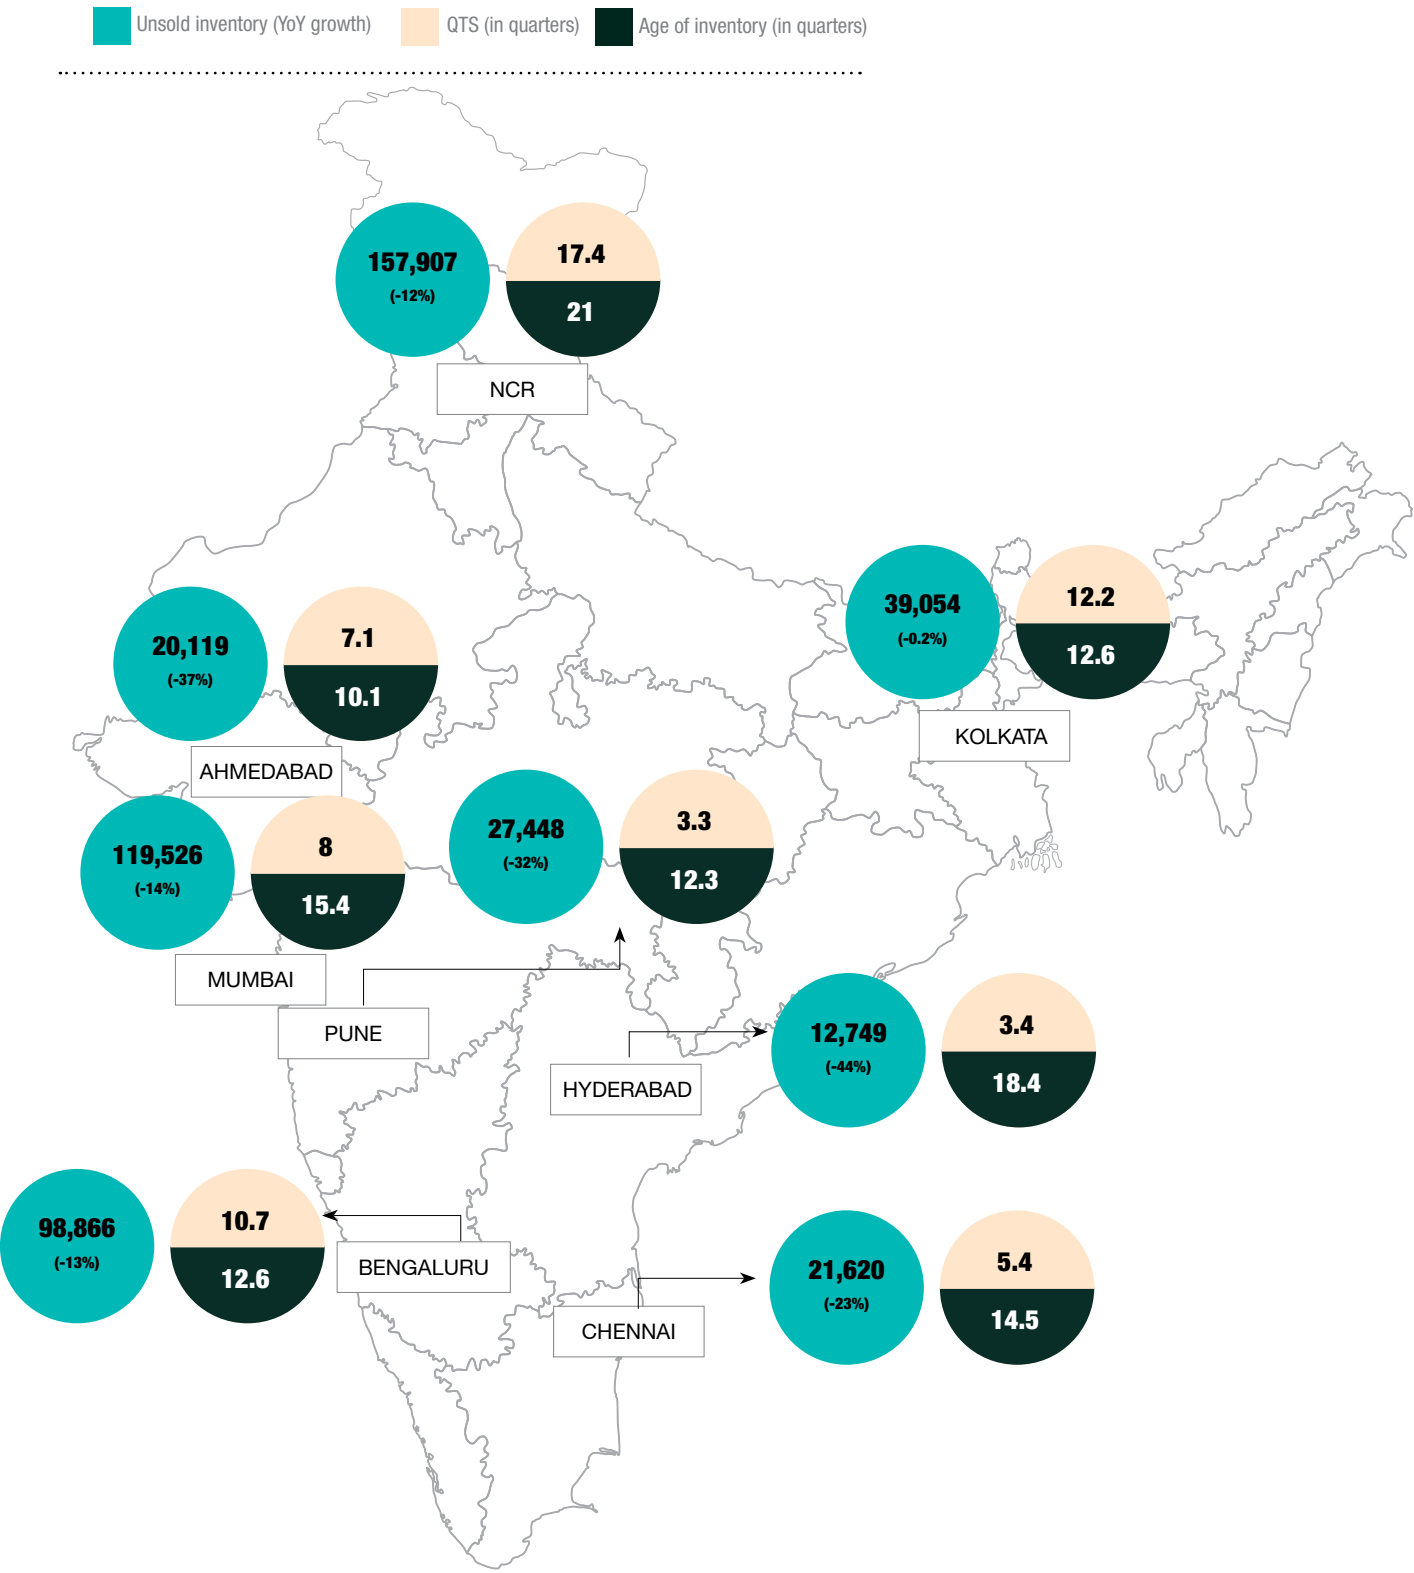 Unsold inventory (YoY growth)
QTS (in quarters)
Age of inventory (in quarters)
157,907
(-12%)
17.4
21
NCR
39,054
(-0.2%)
12.2
12.6
KOLKATA
20,119
(-37%)
7.1
10.1
AHMEDABAD
119,526
(-14%)
8
15.4
MUMBAI
27,448
(-32%)
3.3
12.3
PUNE
12,749
(-44%)
3.4
18.4
HYDERABAD
98,866
(-13%)
10.7
12.6
BENGALURU
21,620
(-23%)
5.4
14.5
CHENNAI